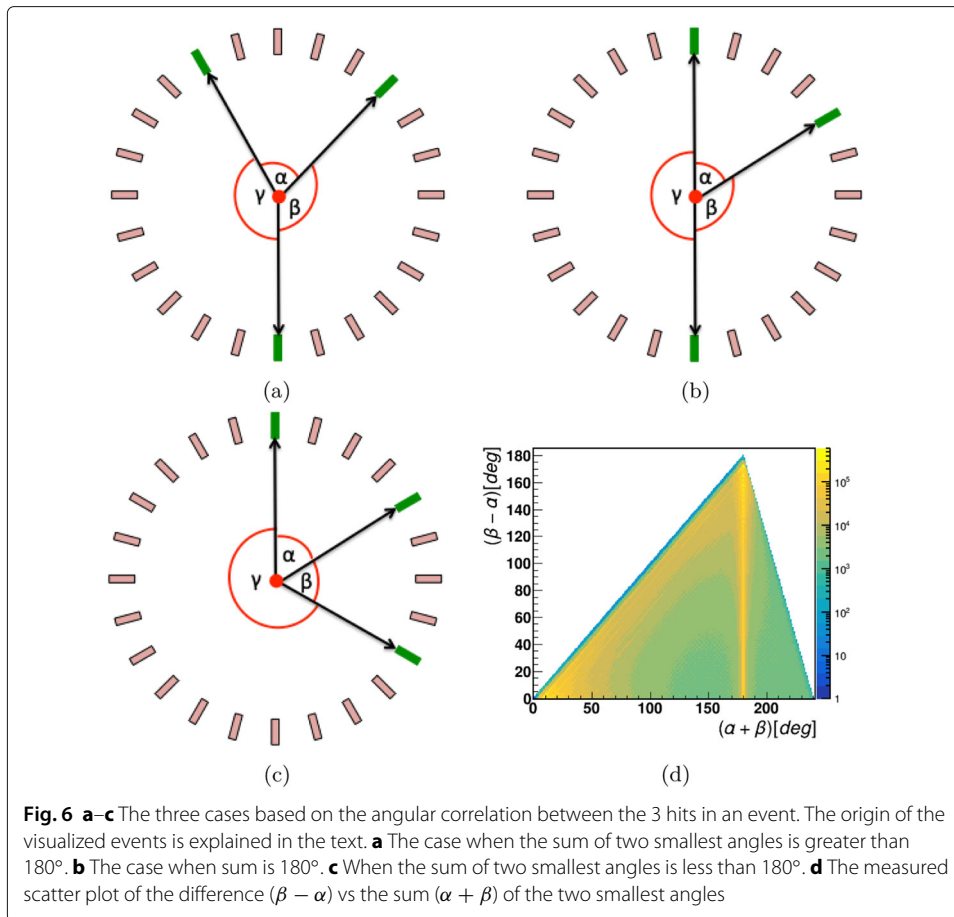 α
γ
β
(a)
α
γ
β
(b)
α
γ
β
(c)
(β − α)[deg]
180
160
140
120
100
80
60
40
20
0
0 50 100 150 200
(α + β)[deg]
10⁵
10⁴
10³
10²
10
1
(d)
Fig. 6 a–c The three cases based on the angular correlation between the 3 hits in an event. The origin of the
visualized events is explained in the text. a The case when the sum of two smallest angles is greater than
180°. b The case when sum is 180°. c When the sum of two smallest angles is less than 180°. d The measured
scatter plot of the difference (β − α) vs the sum (α + β) of the two smallest angles